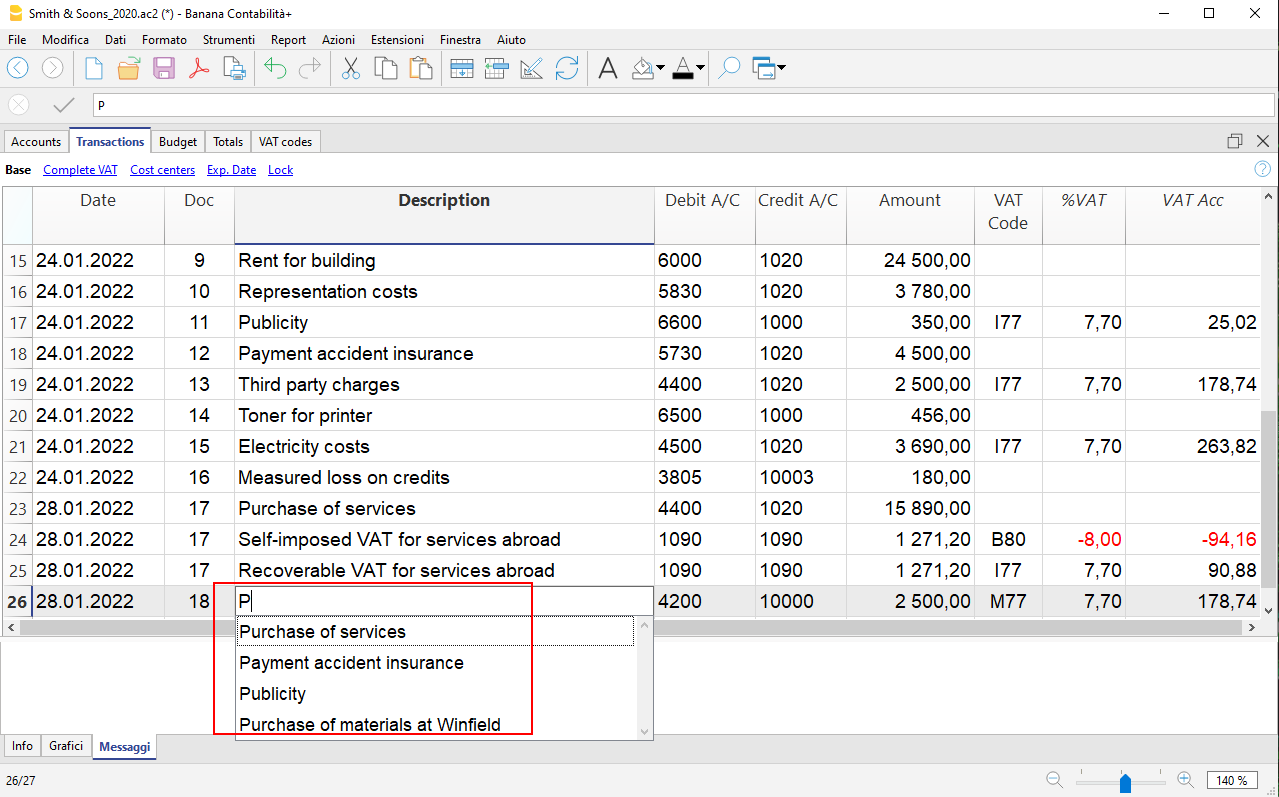 Smith & Soons_2020.ac2 (*) - Banana Contabilità+
File Modifica Dati Formato Strumenti Report Azioni Estensioni Finestra Aiuto
P
Accounts Transactions Budget Totals VAT codes
Base Complete VAT Cost centers Exp. Date Lock
Date Doc Description Debit A/C Credit A/C Amount VAT Code %VAT VAT Acc
15 24.01.2022 9 Rent for building 6000 1020 24 500,00
16 24.01.2022 10 Representation costs 5830 1020 3 780,00
17 24.01.2022 11 Publicity 6600 1000 350,00 I77 7,70 25,02
18 24.01.2022 12 Payment accident insurance 5730 1020 4 500,00
19 24.01.2022 13 Third party charges 4400 1020 2 500,00 I77 7,70 178,74
20 24.01.2022 14 Toner for printer 6500 1000 456,00
21 24.01.2022 15 Electricity costs 4500 1020 3 690,00 I77 7,70 263,82
22 24.01.2022 16 Measured loss on credits 3805 10003 180,00
23 28.01.2022 17 Purchase of services 4400 1020 15 890,00
24 28.01.2022 17 Self-imposed VAT for services abroad 1090 1090 1 271,20 B80 -8,00 -94,16
25 28.01.2022 17 Recoverable VAT for services abroad 1090 1090 1 271,20 I77 7,70 90,88
26 28.01.2022 18 P 4200 10000 2 500,00 M77 7,70 178,74
Purchase of services
Payment accident insurance
Publicity
Purchase of materials at Winfield
Info Grafici Messaggi
26/27 140 %